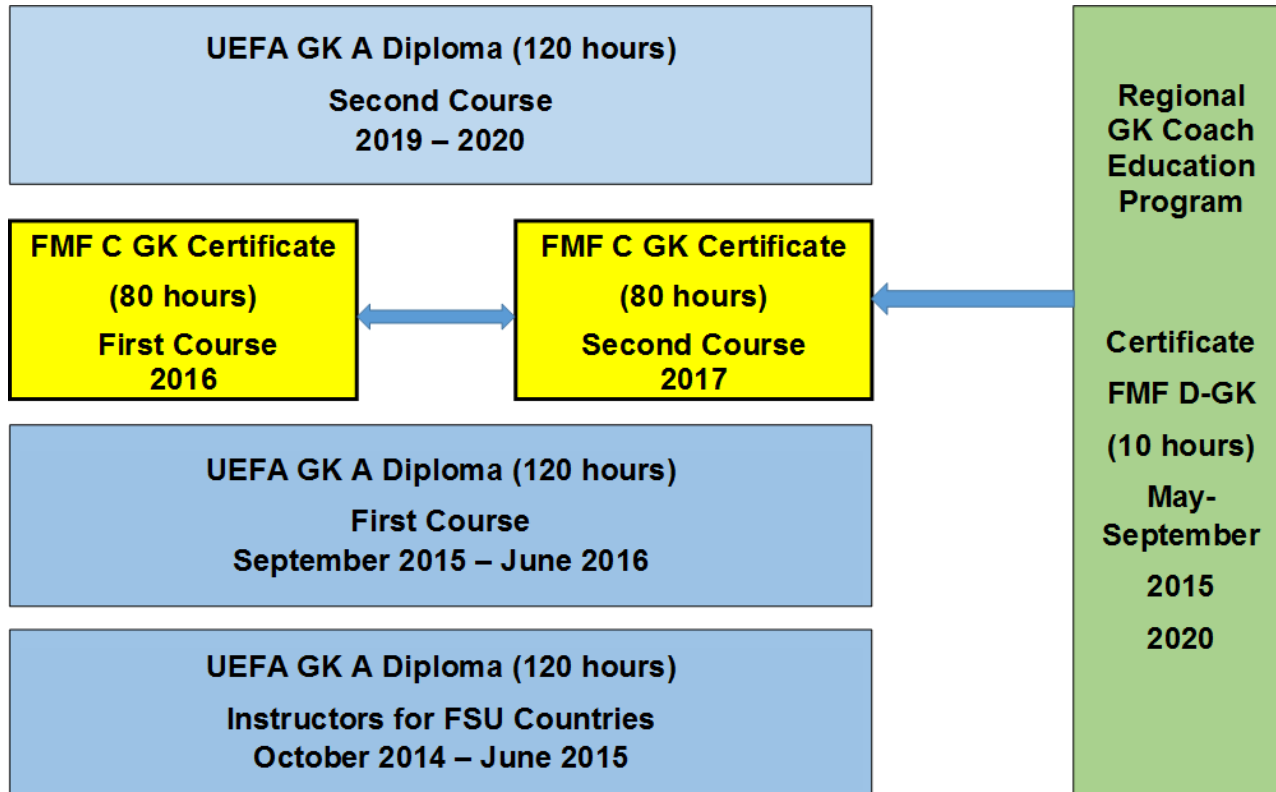 UEFA GK A Diploma (120 hours)
Second Course
2019 – 2020
FMF C GK Certificate
(80 hours)
First Course
2016
FMF C GK Certificate
(80 hours)
Second Course
2017
UEFA GK A Diploma (120 hours)
First Course
September 2015 – June 2016
UEFA GK A Diploma (120 hours)
Instructors for FSU Countries
October 2014 – June 2015
Regional
GK Coach
Education
Program
Certificate
FMF D-GK
(10 hours)
May-
September
2015
2020